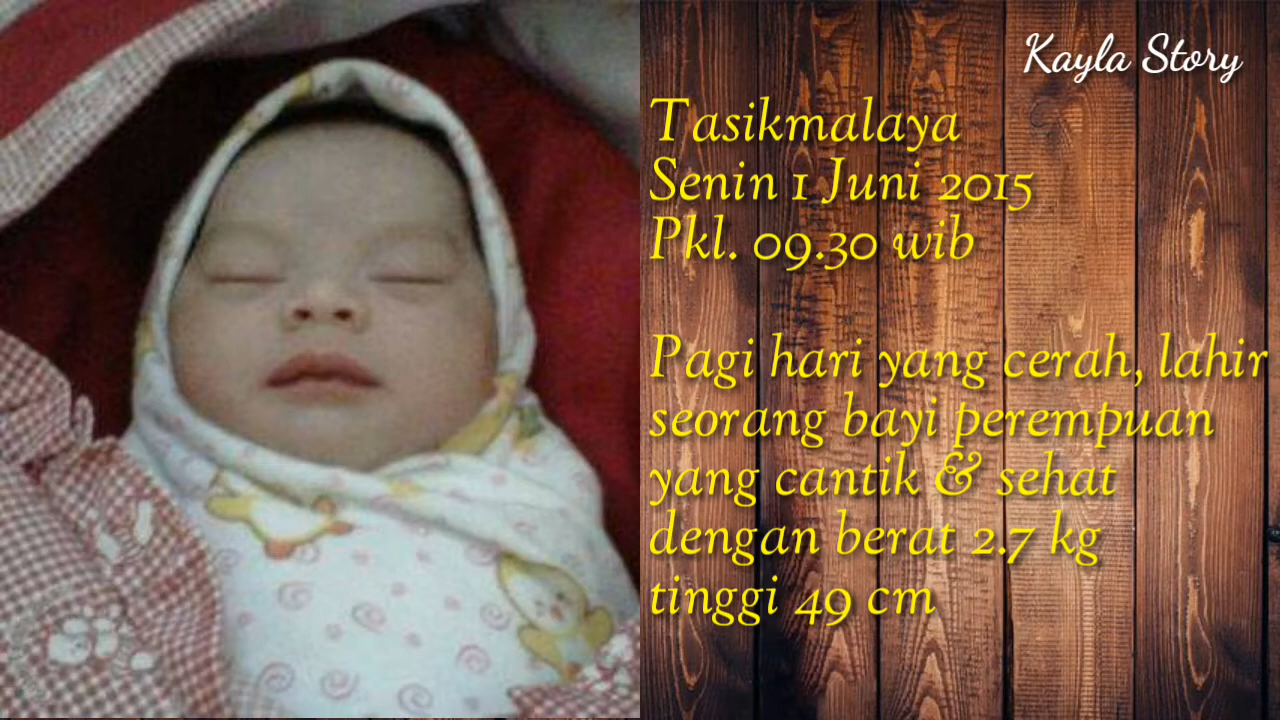 Kayla Story
Tasikmalaya
Senin 1 Juni 2015
Pkl. 09.30 wib
Pagi hari yang cerah, lahir
seorang bayi perempuan
yang cantik & sehat
dengan berat 2.7 kg
tinggi 49 cm